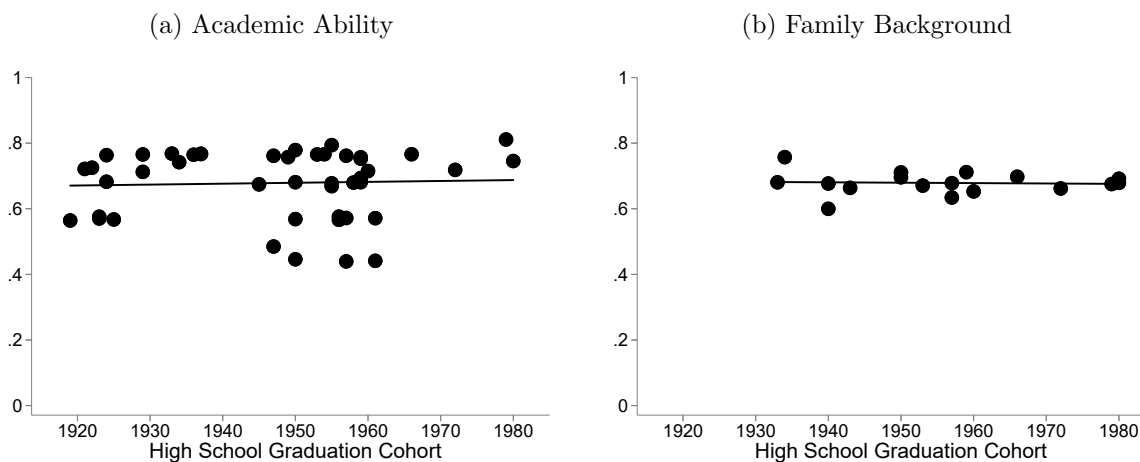 (a) Academic Ability
1
.8
.6
.4
.2
0
1920 1930 1940 1950 1960 1970 1980
High School Graduation Cohort
(b) Family Background
1
.8
.6
.4
.2
0
1920 1930 1940 1950 1960 1970 1980
High School Graduation Cohort